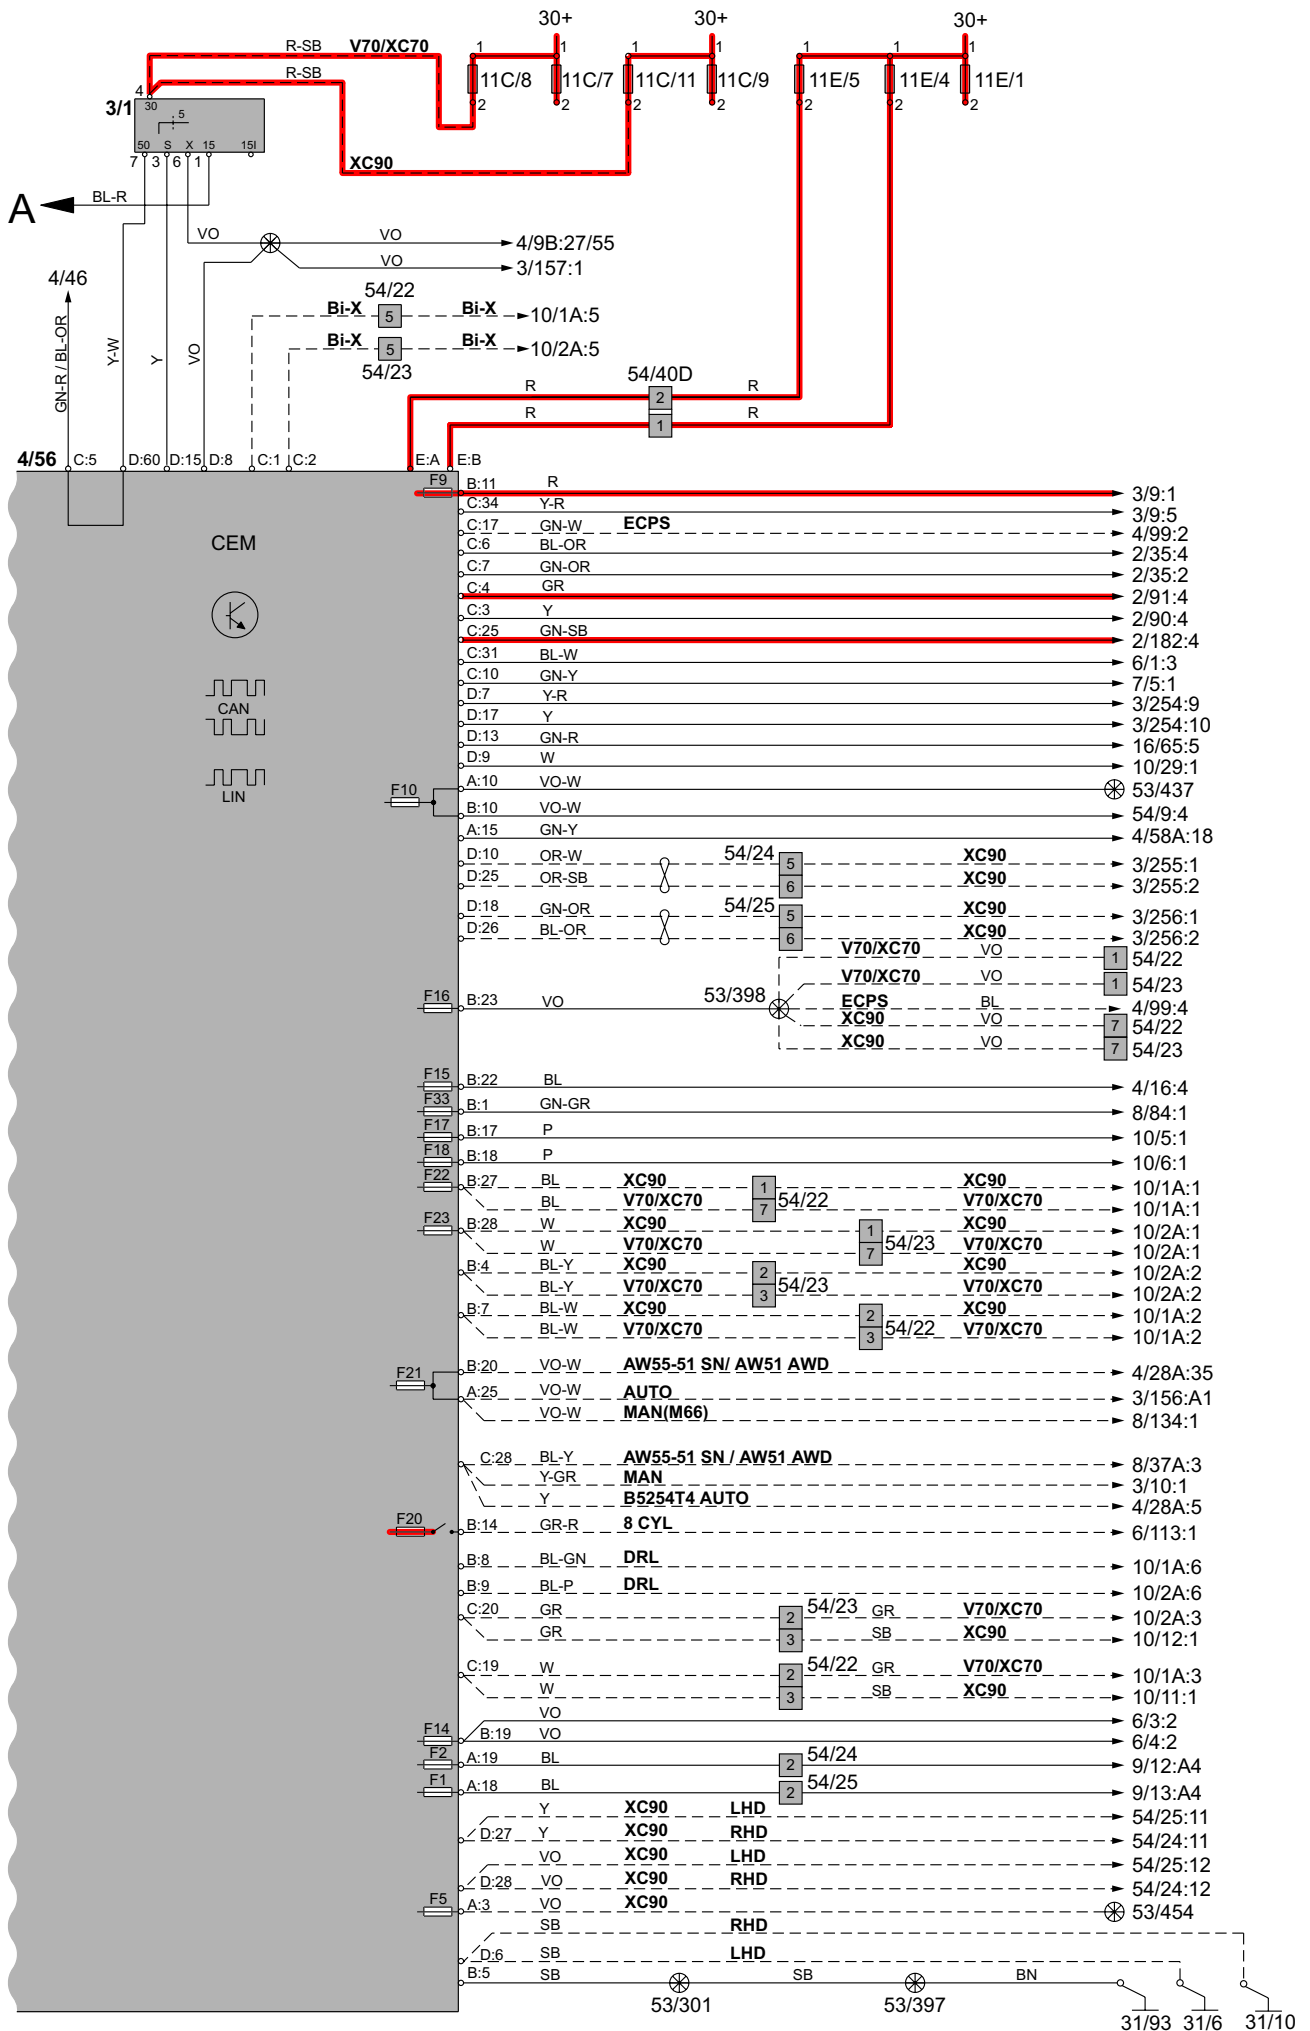 30+ 30+ 30+
R-SB V70/XC70 1 1 1 1 1 1 1
R-SB 11C/8 11C/7 11C/11 11C/9 11E/5 11E/4 11E/1
4 2 2 2 2 2 2 2
3/1 30
5
50 S X 15 15I
7 3 6 1
XC90
A BL-R
VO VO 4/9B:27/55
VO 3/157:1
4/46
54/22
Bi-X 5 Bi-X 10/1A:5
Bi-X 5 Bi-X 10/2A:5
54/23
GN-R / BL-OR Y-W Y VO
54/40D
R 2 R
R 1 R
4/56 C:5 D:60 D:15 D:8 C:1 C:2 E:A E:B
F9 B:11 R 3/9:1
C:34 Y-R 3/9:5
C:17 GN-W ECPS 4/99:2
CEM
C:6 BL-OR 2/35:4
C:7 GN-OR 2/35:2
C:4 GR 2/91:4
C:3 Y 2/90:4
C:25 GN-SB 2/182:4
C:31 BL-W 6/1:3
C:10 GN-Y 7/5:1
CAN
D:7 Y-R 3/254:9
D:17 Y 3/254:10
D:13 GN-R 16/65:5
D:9 W 10/29:1
LIN
F10 A:10 VO-W 53/437
B:10 VO-W 54/9:4
A:15 GN-Y 4/58A:18
D:10 OR-W 54/24 5 XC90 3/255:1
D:25 OR-SB 6 XC90 3/255:2
D:18 GN-OR 54/25 5 XC90 3/256:1
D:26 BL-OR 6 XC90 3/256:2
V70/XC70 VO 1 54/22
V70/XC70 VO 1 54/23
F16 B:23 VO 53/398 ECPS BL 4/99:4
XC90 VO 7 54/22
XC90 VO 7 54/23
F15 B:22 BL 4/16:4
F33 B:1 GN-GR 8/84:1
F17 B:17 P 10/5:1
F18 B:18 P 10/6:1
F22 B:27 BL XC90 1 XC90 10/1A:1
BL V70/XC70 7 54/22 V70/XC70 10/1A:1
F23 B:28 W XC90 1 XC90 10/2A:1
W V70/XC70 7 54/23 V70/XC70 10/2A:1
B:4 BL-Y XC90 2 XC90 10/2A:2
BL-Y V70/XC70 3 54/23 V70/XC70 10/2A:2
B:7 BL-W XC90 2 XC90 10/1A:2
BL-W V70/XC70 3 54/22 V70/XC70 10/1A:2
F21 B:20 VO-W AW55-51 SN/ AW51 AWD 4/28A:35
A:25 VO-W AUTO 3/156:A1
VO-W MAN(M66) 8/134:1
C:28 BL-Y AW55-51 SN / AW51 AWD 8/37A:3
Y-GR MAN 3/10:1
Y B5254T4 AUTO 4/28A:5
F20 B:14 GR-R 8 CYL 6/113:1
B:8 BL-GN DRL 10/1A:6
B:9 BL-P DRL 10/2A:6
C:20 GR 2 54/23 GR V70/XC70 10/2A:3
GR 3 SB XC90 10/12:1
C:19 W 2 54/22 GR V70/XC70 10/1A:3
W 3 SB XC90 10/11:1
VO 6/3:2
F14 B:19 VO 6/4:2
F2 A:19 BL 2 54/24 9/12:A4
F1 A:18 BL 2 54/25 9/13:A4
Y XC90 LHD 54/25:11
D:27 Y XC90 RHD 54/24:11
VO XC90 LHD 54/25:12
D:28 VO XC90 RHD 54/24:12
F5 A:3 VO XC90 53/454
SB RHD
D:6 SB LHD
B:5 SB SB BN
53/301 53/397 31/93 31/6 31/10